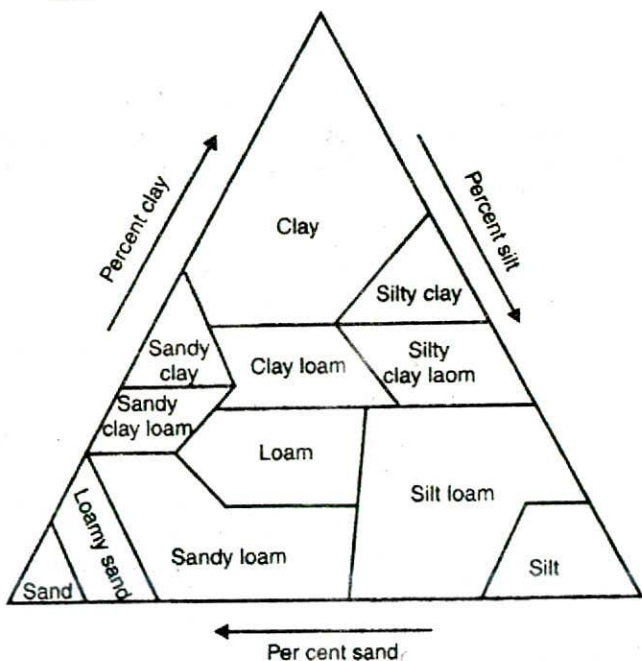 Percent clay
Percent silt
Clay
Silty clay
Sandy
clay
Clay loam
Silty
clay laom
Sandy
clay loam
Loam
Silt loam
Loamy sand
Sandy loam
Sand
Silt
Per cent sand